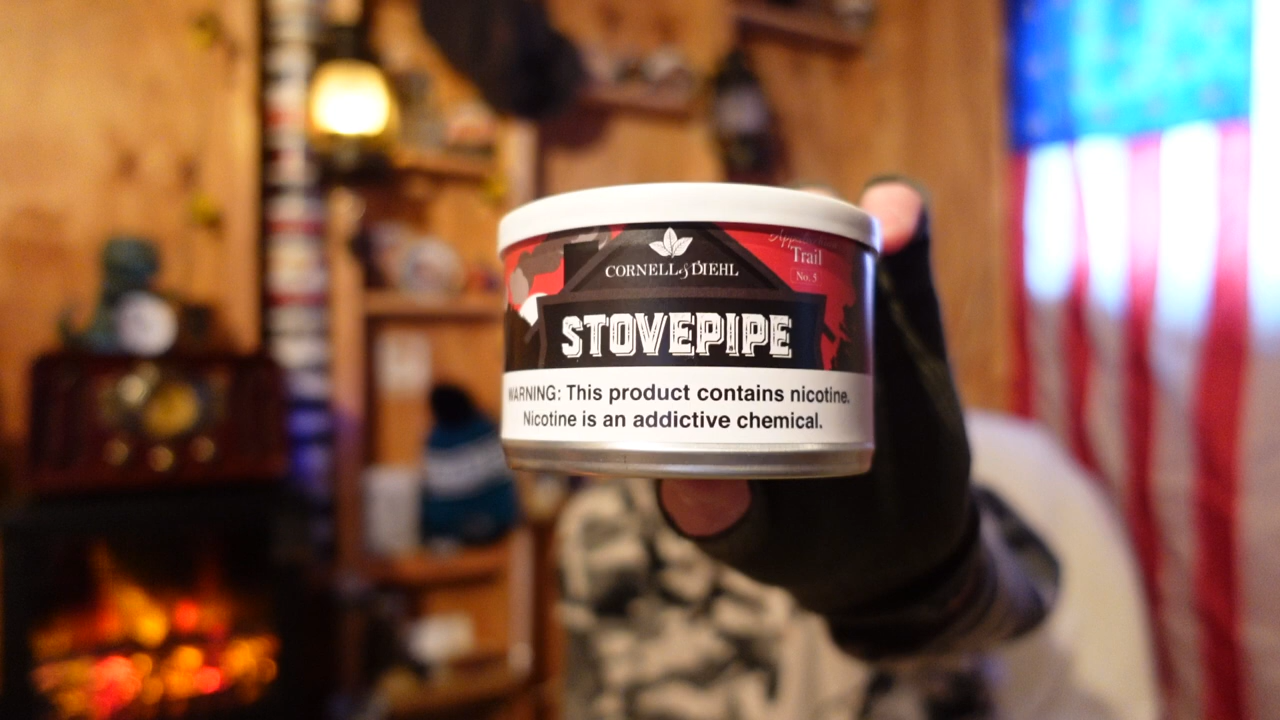 CORNELL & DIEHL
Trail
No. 5
STOVEPIPE
WARNING: This product contains nicotine.
Nicotine is an addictive chemical.